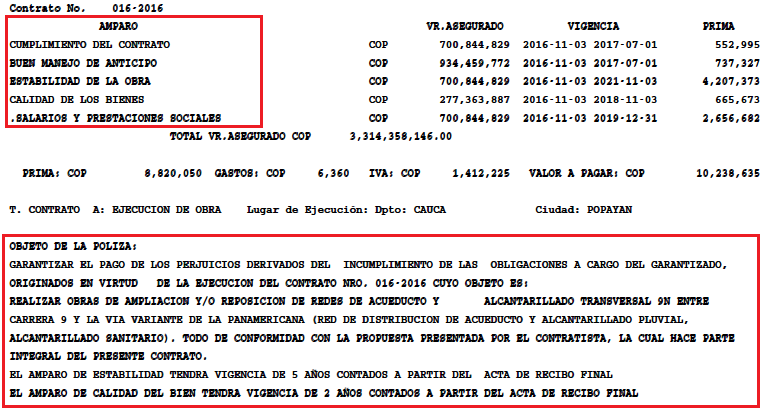 Contrato No. 016-2016
AMPARO VR.ASEGURADO VIGENCIA PRIMA
CUMPLIMIENTO DEL CONTRATO COP 700,844,829 2016-11-03 2017-07-01 552,995
BUEN MANEJO DE ANTICIPO COP 934,459,772 2016-11-03 2017-07-01 737,327
ESTABILIDAD DE LA OBRA COP 700,844,829 2016-11-03 2021-11-03 4,207,373
CALIDAD DE LOS BIENES COP 277,363,887 2016-11-03 2018-11-03 665,673
.SALARIOS Y PRESTACIONES SOCIALES COP 700,844,829 2016-11-03 2019-12-31 2,656,682
TOTAL VR.ASEGURADO COP 3,314,358,146.00
PRIMA: COP 8,820,050 GASTOS: COP 6,360 IVA: COP 1,412,225 VALOR A PAGAR: COP 10,238,635
T. CONTRATO A: EJECUCION DE OBRA Lugar de Ejecución: Dpto: CAUCA Ciudad: POPAYAN
OBJETO DE LA POLIZA:
GARANTIZAR EL PAGO DE LOS PERJUICIOS DERIVADOS DEL INCUMPLIMIENTO DE LAS OBLIGACIONES A CARGO DEL GARANTIZADO,
ORIGINADOS EN VIRTUD DE LA EJECUCION DEL CONTRATO NRO. 016-2016 CUYO OBJETO ES:
REALIZAR OBRAS DE AMPLIACION Y/O REPOSICION DE REDES DE ACUEDUCTO Y ALCANTARILLADO TRANSVERSAL 9N ENTRE
CARRERA 9 Y LA VIA VARIANTE DE LA PANAMERICANA (RED DE DISTRIBUCION DE ACUEDUCTO Y ALCANTARILLADO PLUVIAL,
ALCANTARILLADO SANITARIO). TODO DE CONFORMIDAD CON LA PROPUESTA PRESENTADA POR EL CONTRATISTA, LA CUAL HACE PARTE
INTEGRAL DEL PRESENTE CONTRATO.
EL AMPARO DE ESTABILIDAD TENDRA VIGENCIA DE 5 AÑOS CONTADOS A PARTIR DEL ACTA DE RECIBO FINAL
EL AMPARO DE CALIDAD DEL BIEN TENDRA VIGENCIA DE 2 AÑOS CONTADOS A PARTIR DEL ACTA DE RECIBO FINAL